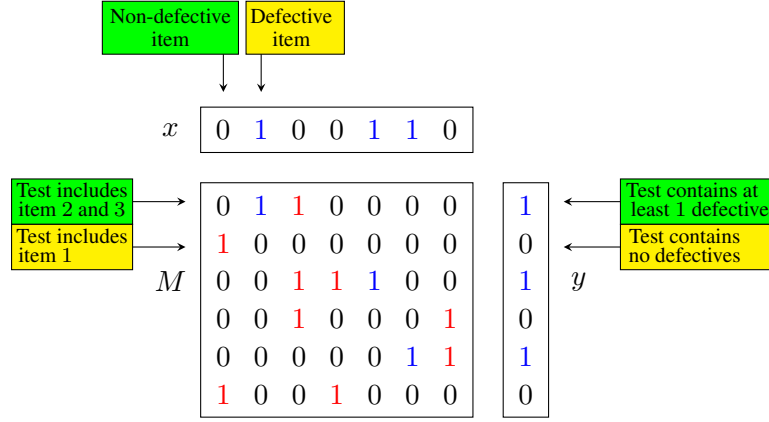 Non-defective
item
Defective
item
x 0 1 0 0 1 1 0
Test includes
item 2 and 3
Test includes
item 1
M
0 1 1 0 0 0 0
1 0 0 0 0 0 0
0 0 1 1 1 0 0
0 0 1 0 0 0 1
0 0 0 0 0 1 1
1 0 0 1 0 0 0
1
0
1
0
1
0
y
Test contains at
least 1 defective
Test contains
no defectives